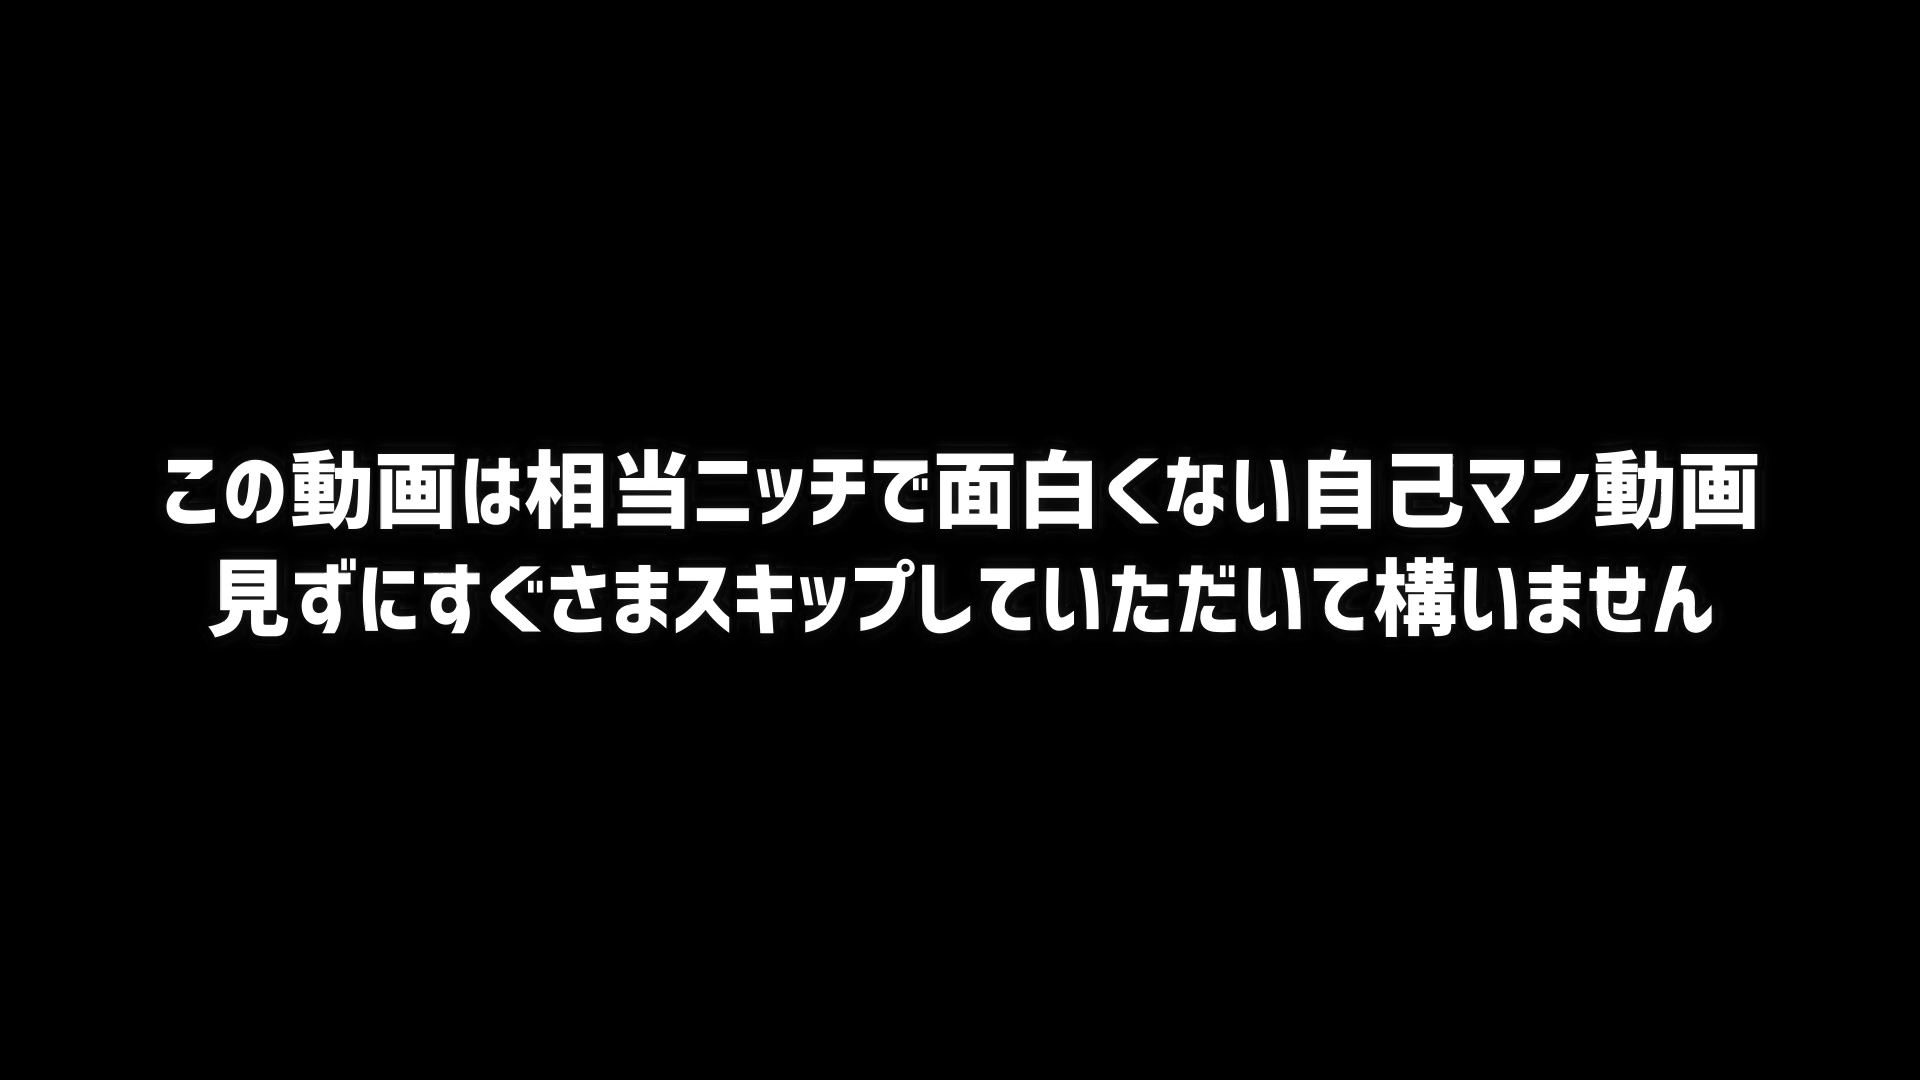 この動画は相当ニッチで面白くない自己マン動画
見ずにすぐさまスキップしていただいて構いません